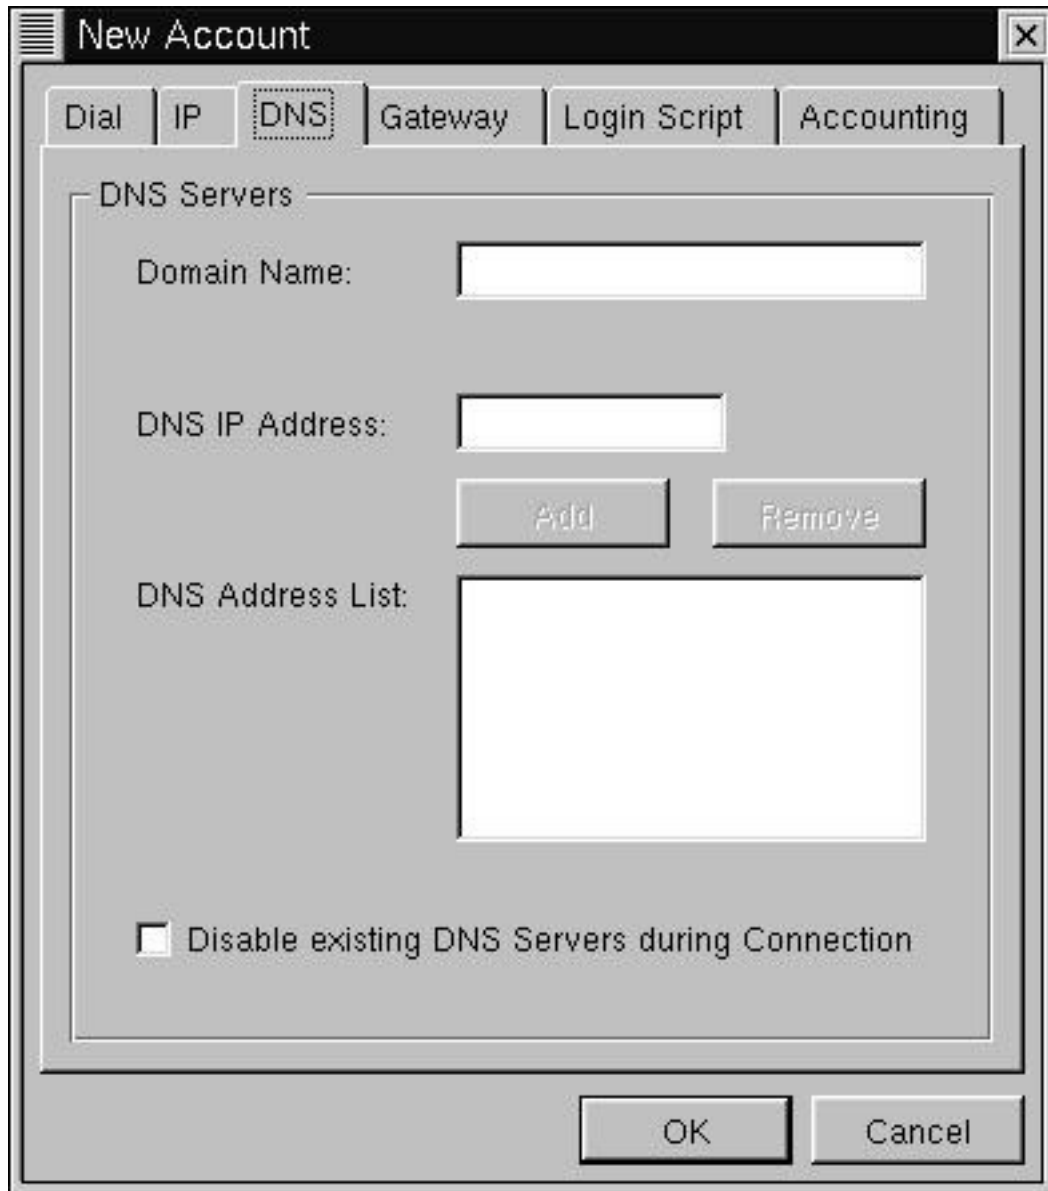 New Account
Dial IP DNS Gateway Login Script Accounting
DNS Servers
Domain Name:
DNS IP Address:
Add Remove
DNS Address List:
Disable existing DNS Servers during Connection
OK Cancel